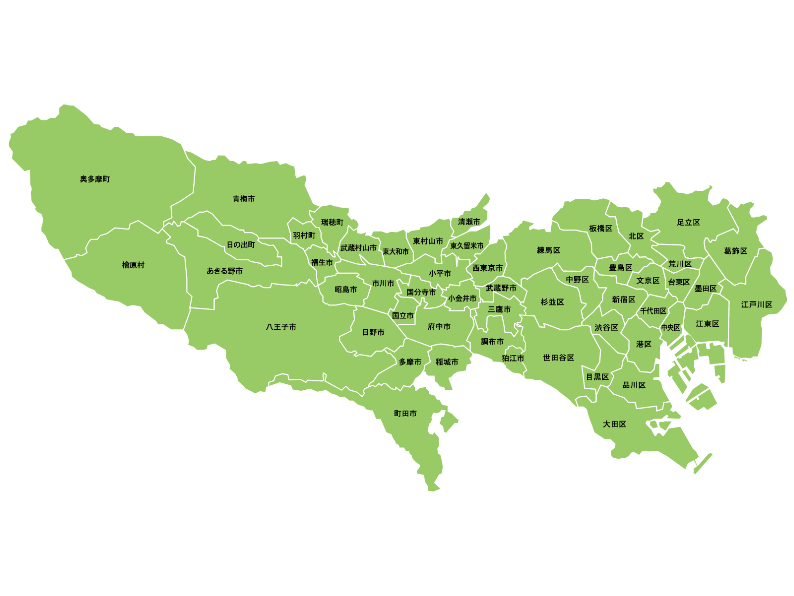 奥多摩町
青梅市
瑞穂町
清瀬市
足立区
板橋区
北区
羽村町
日の出町
武蔵村山市
東大和市
東村山市
東久留米市
練馬区
葛飾区
檜原村
あきる野市
福生市
小平市
西東京市
豊島区
荒川区
昭島市
市川市
国分寺市
小金井市
武蔵野市
中野区
文京区
台東区
墨田区
江戸川区
八王子市
日野市
国立市
府中市
三鷹市
杉並区
新宿区
千代田区
中央区
江東区
多摩市
稲城市
調布市
狛江市
世田谷区
渋谷区
港区
目黒区
品川区
町田市
大田区